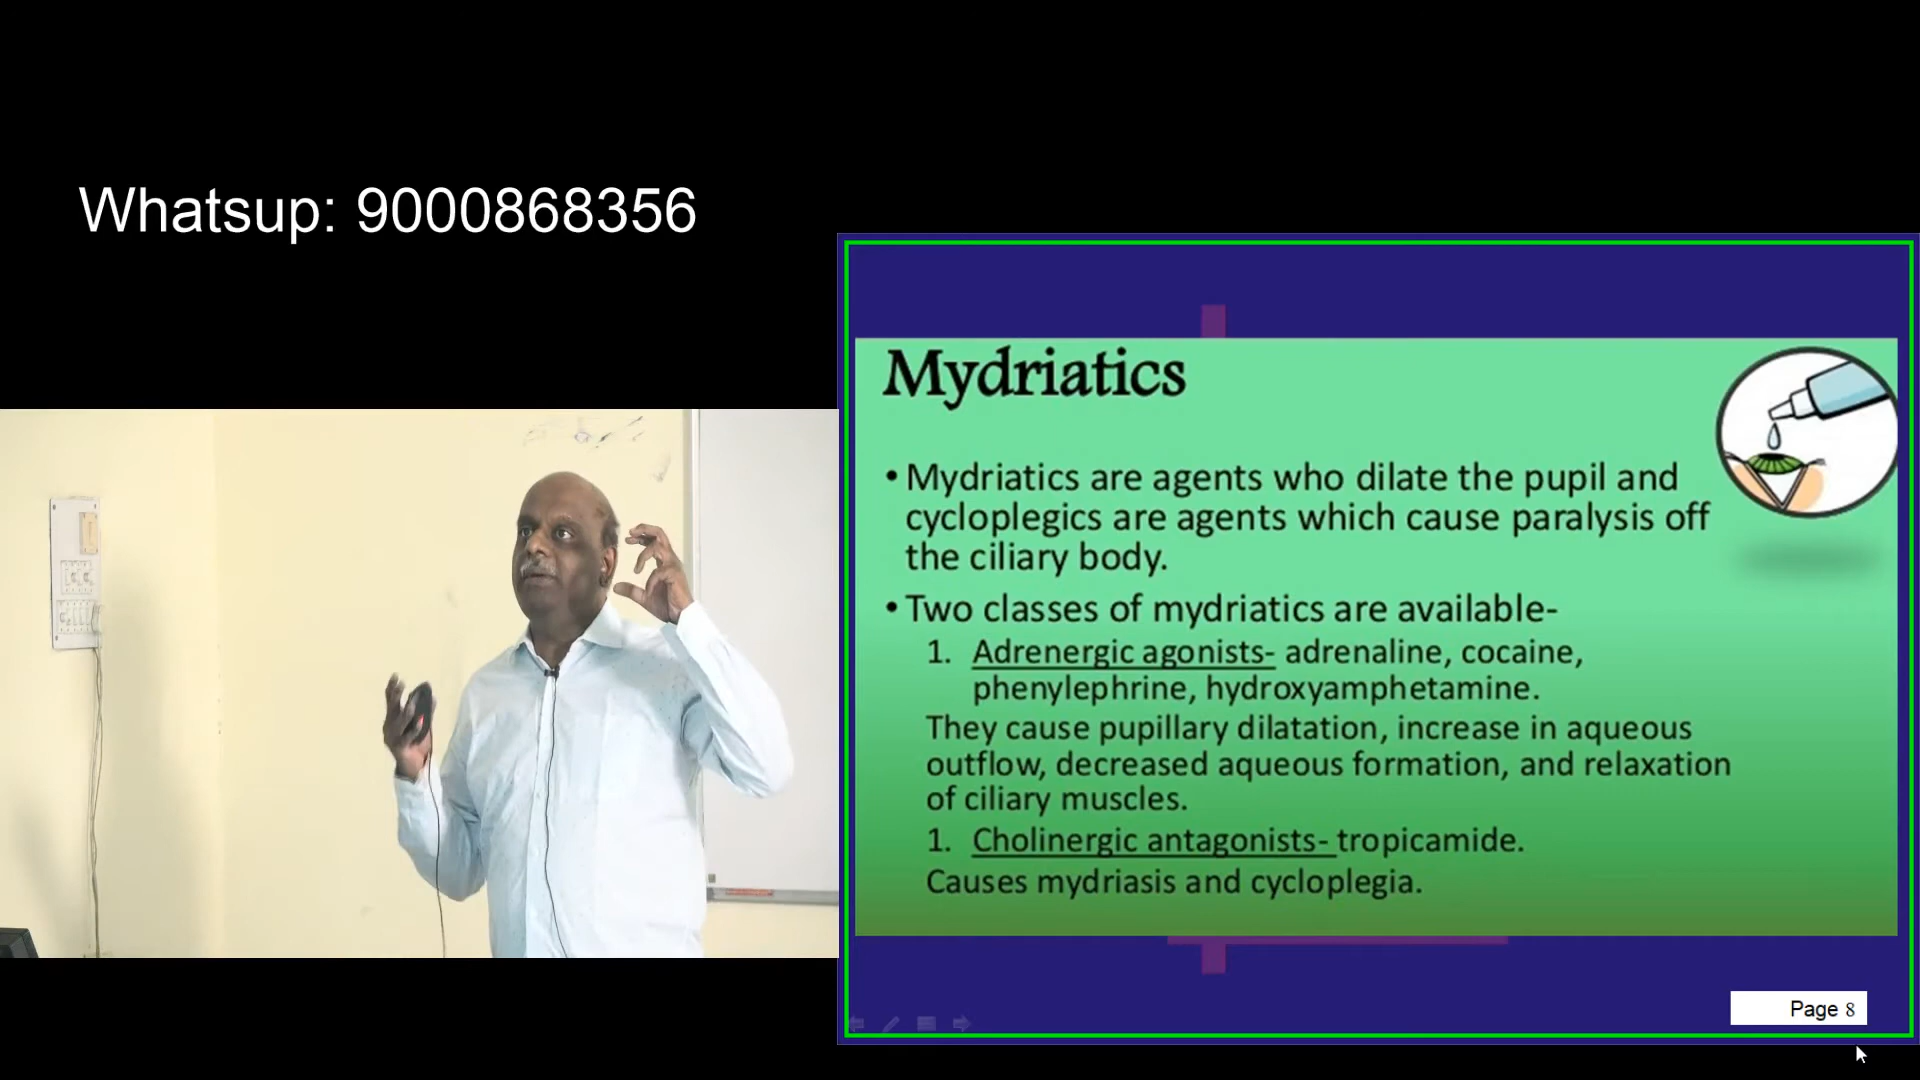 Whatsup: 9000868356
Mydriatics
• Mydriatics are agents who dilate the pupil and
cycloplegics are agents which cause paralysis off
the ciliary body.
• Two classes of mydriatics are available-
1. Adrenergic agonists- adrenaline, cocaine,
phenylephrine, hydroxyamphetamine.
They cause pupillary dilatation, increase in aqueous
outflow, decreased aqueous formation, and relaxation
of ciliary muscles.
1. Cholinergic antagonists- tropicamide.
Causes mydriasis and cycloplegia.
Page 8